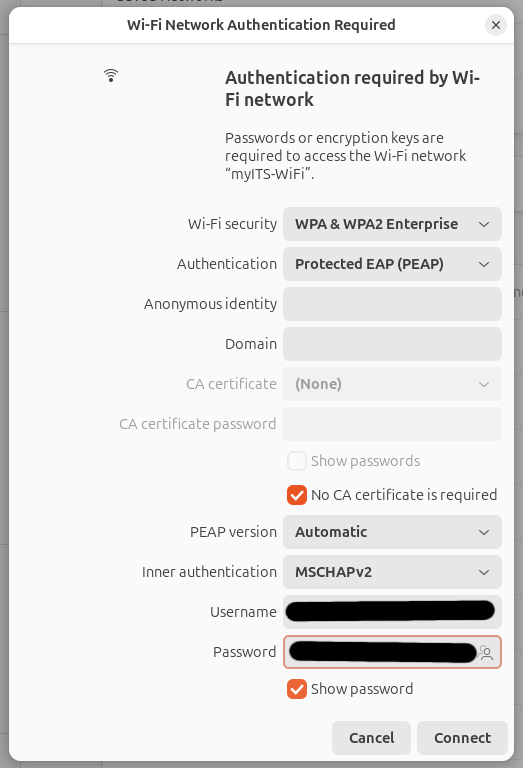 Wi-Fi Network Authentication Required
Authentication required by Wi-
Fi network
Passwords or encryption keys are
required to access the Wi-Fi network
“myITS-WiFi”.
Wi-Fi security WPA & WPA2 Enterprise
Authentication Protected EAP (PEAP)
Anonymous identity
Domain
CA certificate (None)
CA certificate password
Show passwords
No CA certificate is required
PEAP version Automatic
Inner authentication MSCHAPv2
Username
Password
Show password
Cancel Connect